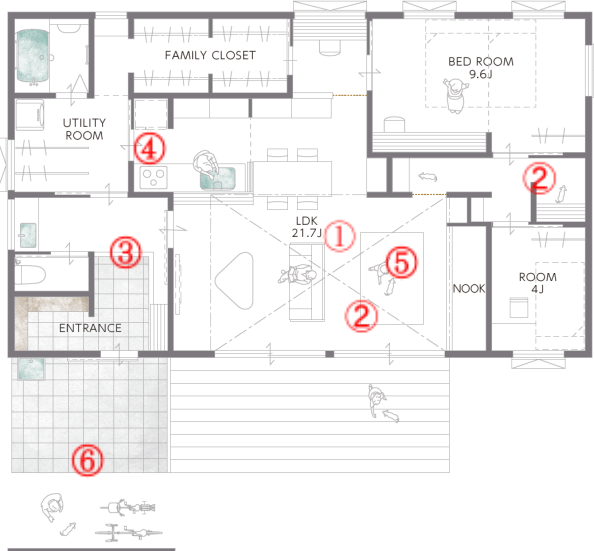 FAMILY CLOSET
BED ROOM
9.6J
UTILITY
ROOM
④
②
LDK
21.7J
①
③
⑤
NOOK
ROOM
4J
②
ENTRANCE
⑥